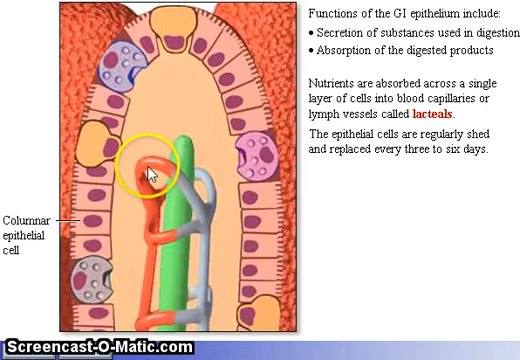 Functions of the GI epithelium include:
• Secretion of substances used in digestion
• Absorption of the digested products
Nutrients are absorbed across a single
layer of cells into blood capillaries or
lymph vessels called lacteals.
The epithelial cells are regularly shed
and replaced every three to six days.
Columnar
epithelial
cell
Screencast-O-Matic.com